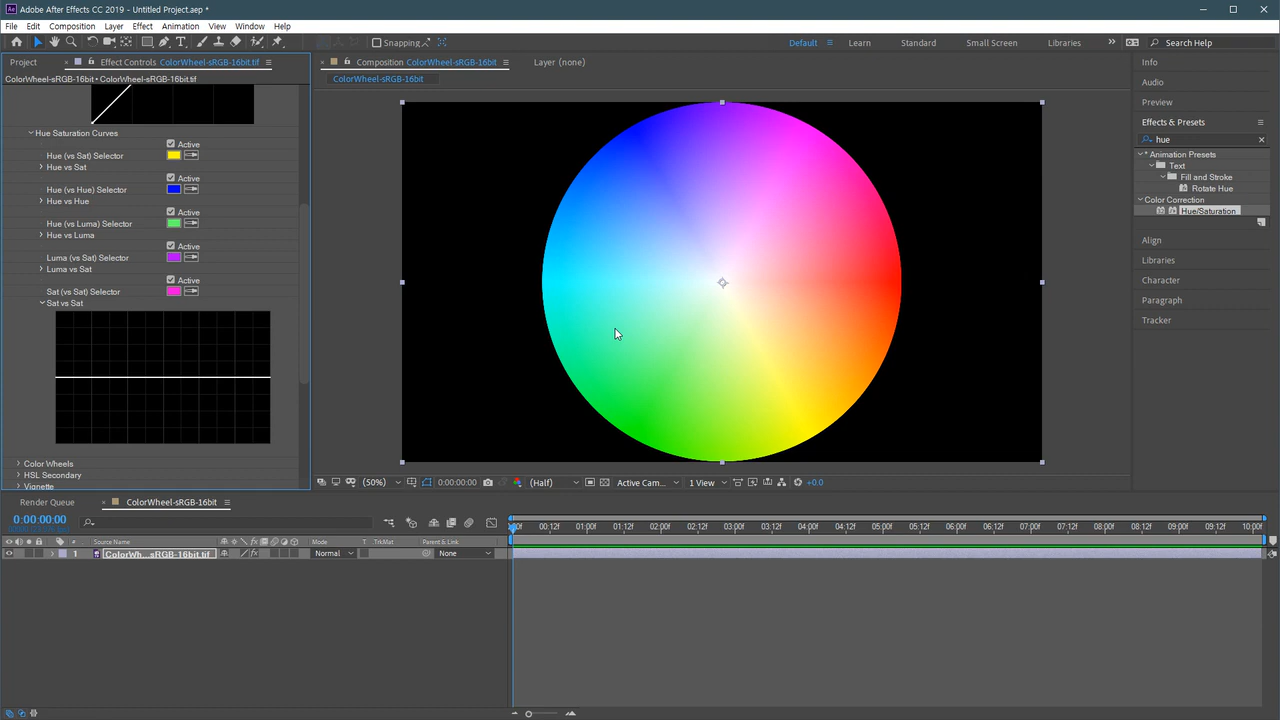 Adobe After Effects CC 2019 - Untitled Project.aep *
File Edit Composition Layer Effect Animation View Window Help
Snapping
Default Learn Standard Small Screen Libraries Search Help
Project Effect Controls ColorWheel-sRGB-16bit.tif
ColorWheel-sRGB-16bit • ColorWheel-sRGB-16bit.tif
Hue Saturation Curves
Active
Hue (vs Sat) Selector
Hue vs Sat
Active
Hue (vs Hue) Selector
Hue vs Hue
Active
Hue (vs Luma) Selector
Hue vs Luma
Active
Luma (vs Sat) Selector
Luma vs Sat
Active
Sat (vs Sat) Selector
Sat vs Sat
Color Wheels
HSL Secondary
Vignette
Composition ColorWheel-sRGB-16bit Layer (none)
ColorWheel-sRGB-16bit
(50%) 0:00:00:00 (Half) Active Cam... 1 View +0.0
Info
Audio
Preview
Effects & Presets
hue
* Animation Presets
Text
Fill and Stroke
Rotate Hue
Color Correction
Hue/Saturation
Align
Libraries
Character
Paragraph
Tracker
Render Queue ColorWheel-sRGB-16bit
0:00:00:00
# Source Name Mode T .TrkMat Parent & Link
1 ColorWh...sRGB-16bit.tif Normal None
:00f 00:12f 01:00f 01:12f 02:00f 02:12f 03:00f 03:12f 04:00f 04:12f 05:00f 05:12f 06:00f 06:12f 07:00f 07:12f 08:00f 08:12f 09:00f 09:12f 10:00f